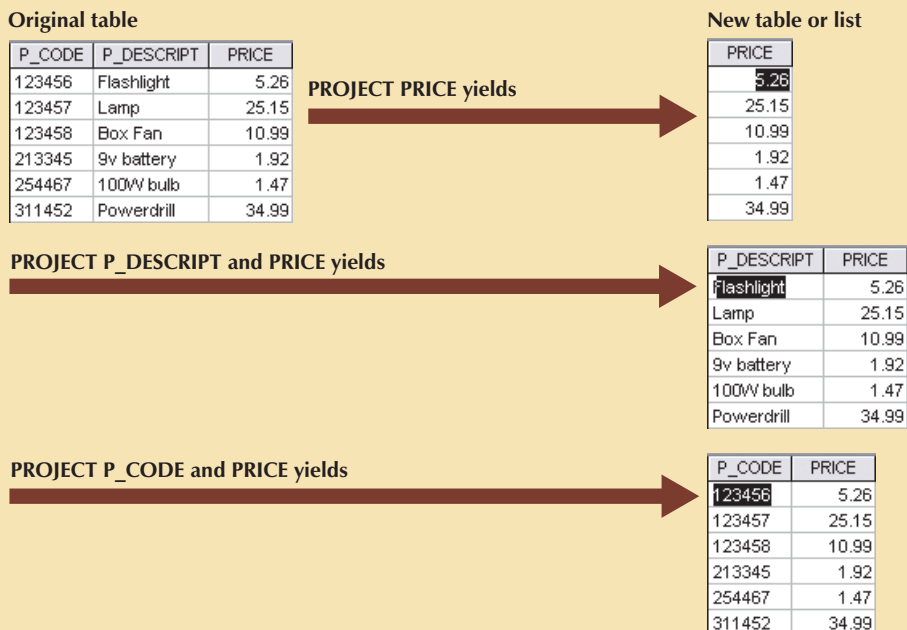 Original table
P_CODE P_DESCRIPT PRICE
123456 Flashlight 5.26
123457 Lamp 25.15
123458 Box Fan 10.99
213345 9v battery 1.92
254467 100W bulb 1.47
311452 Powerdrill 34.99
PROJECT PRICE yields
New table or list
PRICE
5.26
25.15
10.99
1.92
1.47
34.99
PROJECT P_DESCRIPT and PRICE yields
P_DESCRIPT PRICE
Flashlight 5.26
Lamp 25.15
Box Fan 10.99
9v battery 1.92
100W bulb 1.47
Powerdrill 34.99
PROJECT P_CODE and PRICE yields
P_CODE PRICE
123456 5.26
123457 25.15
123458 10.99
213345 1.92
254467 1.47
311452 34.99